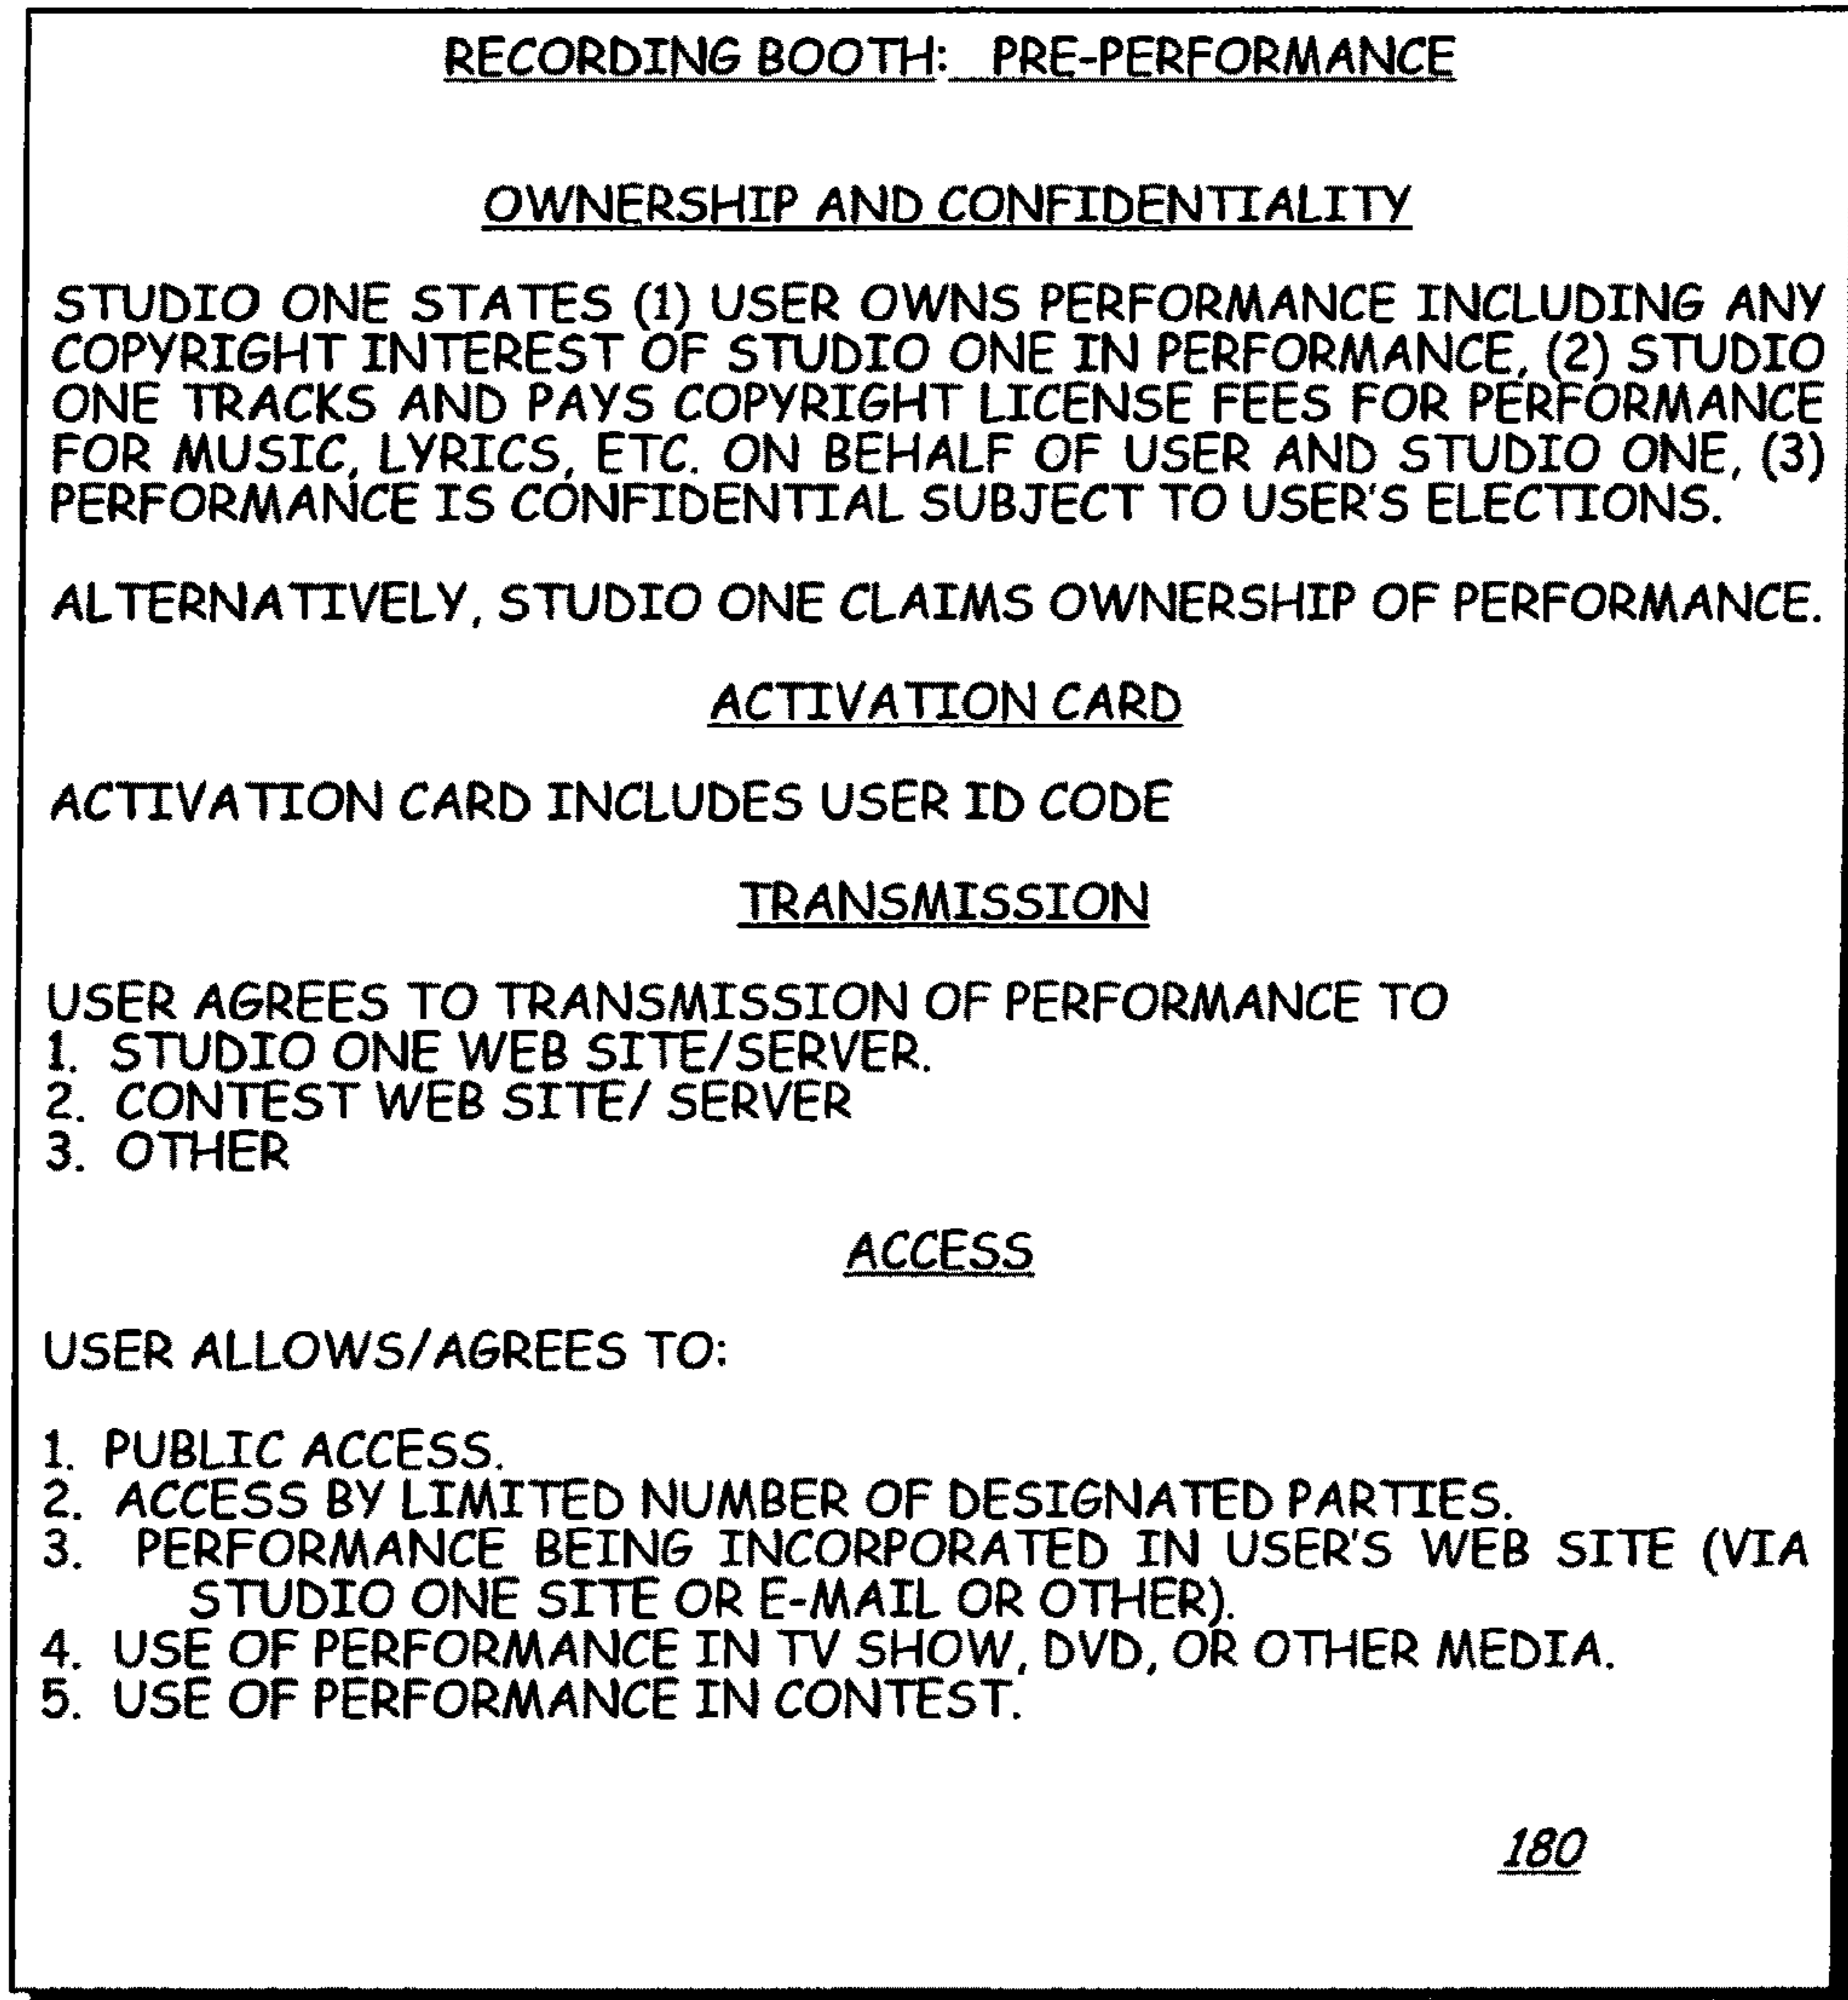 RECORDING BOOTH: PRE-PERFORMANCE
OWNERSHIP AND CONFIDENTIALITY
STUDIO ONE STATES (1) USER OWNS PERFORMANCE INCLUDING ANY
COPYRIGHT INTEREST OF STUDIO ONE IN PERFORMANCE, (2) STUDIO
ONE TRACKS AND PAYS COPYRIGHT LICENSE FEES FOR PERFORMANCE
FOR MUSIC, LYRICS, ETC. ON BEHALF OF USER AND STUDIO ONE, (3)
PERFORMANCE IS CONFIDENTIAL SUBJECT TO USER'S ELECTIONS.
ALTERNATIVELY, STUDIO ONE CLAIMS OWNERSHIP OF PERFORMANCE.
ACTIVATION CARD
ACTIVATION CARD INCLUDES USER ID CODE
TRANSMISSION
USER AGREES TO TRANSMISSION OF PERFORMANCE TO
1. STUDIO ONE WEB SITE/SERVER.
2. CONTEST WEB SITE/ SERVER
3. OTHER
ACCESS
USER ALLOWS/AGREES TO:
1. PUBLIC ACCESS.
2. ACCESS BY LIMITED NUMBER OF DESIGNATED PARTIES.
3. PERFORMANCE BEING INCORPORATED IN USER'S WEB SITE (VIA
STUDIO ONE SITE OR E-MAIL OR OTHER).
4. USE OF PERFORMANCE IN TV SHOW, DVD, OR OTHER MEDIA.
5. USE OF PERFORMANCE IN CONTEST.
180